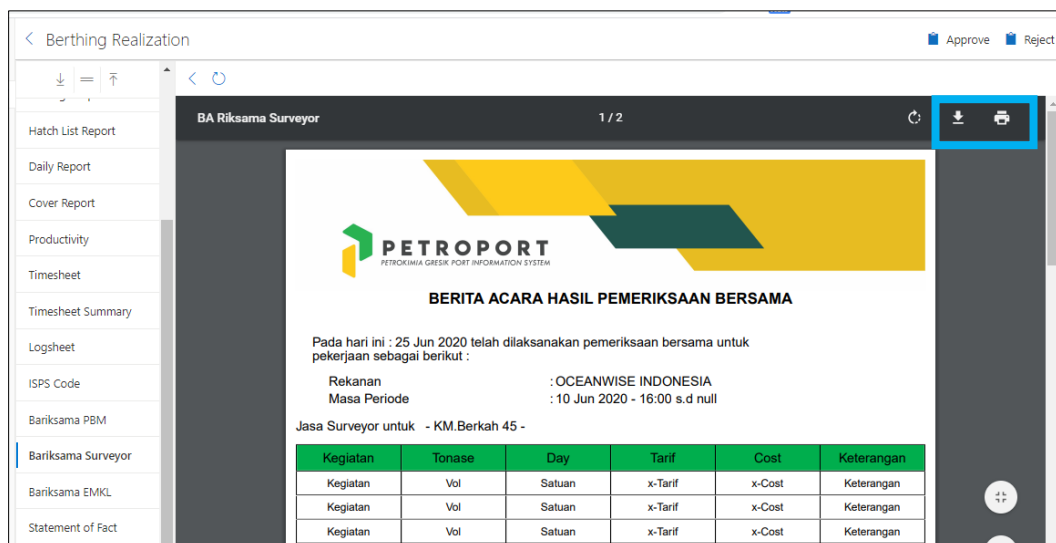 Berthing Realization
Approve
Reject
Hatch List Report
Daily Report
Cover Report
Productivity
Timesheet
Timesheet Summary
Logsheet
ISPS Code
Bariksama PBM
Bariksama Surveyor
Bariksama EMKL
Statement of Fact
BA Riksama Surveyor
1 / 2
PETROPORT
PETROKIMIA GRESIK PORT INFORMATION SYSTEM
BERITA ACARA HASIL PEMERIKSAAN BERSAMA
Pada hari ini : 25 Jun 2020 telah dilaksanakan pemeriksaan bersama untuk
pekerjaan sebagai berikut :
Rekanan : OCEANWISE INDONESIA
Masa Periode : 10 Jun 2020 - 16:00 s.d null
Jasa Surveyor untuk - KM.Berkah 45 -
Kegiatan Tonase Day Tarif Cost Keterangan
Kegiatan Vol Satuan x-Tarif x-Cost Keterangan
Kegiatan Vol Satuan x-Tarif x-Cost Keterangan
Kegiatan Vol Satuan x-Tarif x-Cost Keterangan